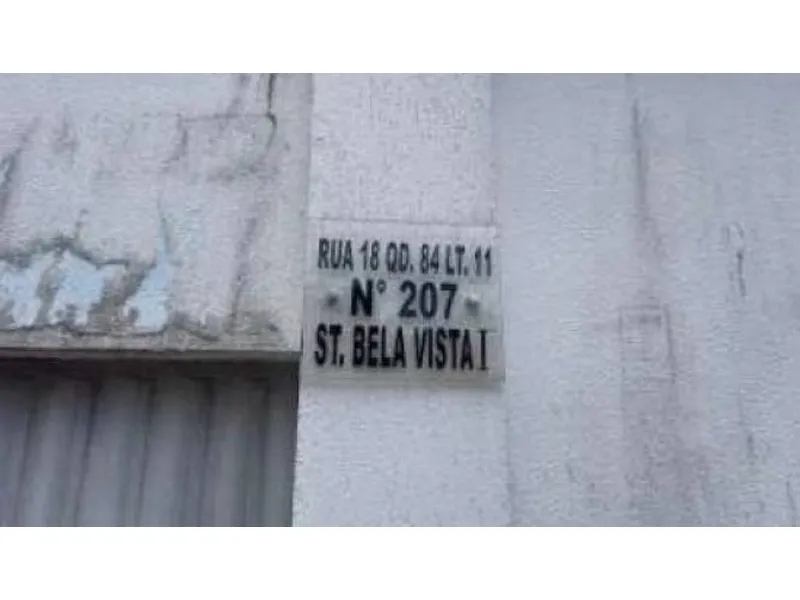 RUA 18 QD. 84 LT. 11
N° 207
ST. BELA VISTA I